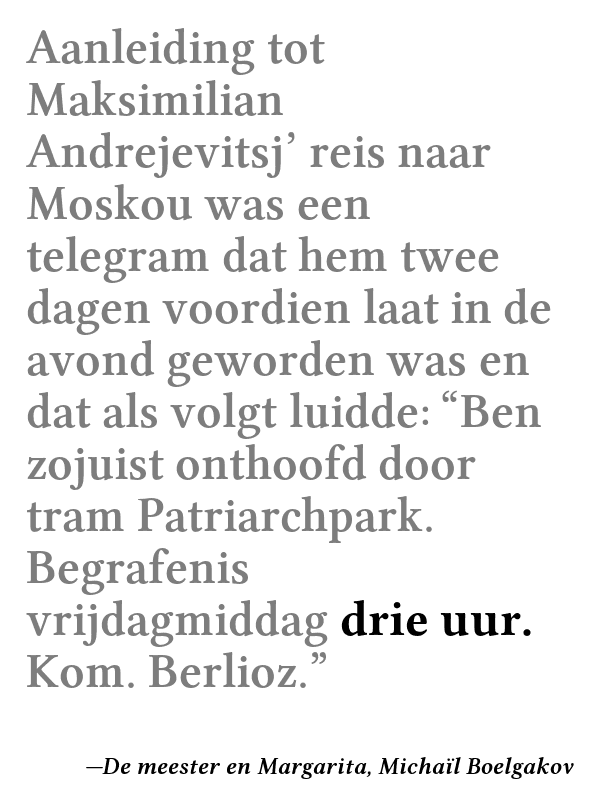 Aanleiding tot
Maksimilian
Andrejevitsj’ reis naar
Moskou was een
telegram dat hem twee
dagen voordien laat in de
avond geworden was en
dat als volgt luidde: “Ben
zojuist onthoofd door
tram Patriarchpark.
Begrafenis
vrijdagmiddag drie uur.
Kom. Berlioz.”
—De meester en Margarita, Michaïl Boelgakov